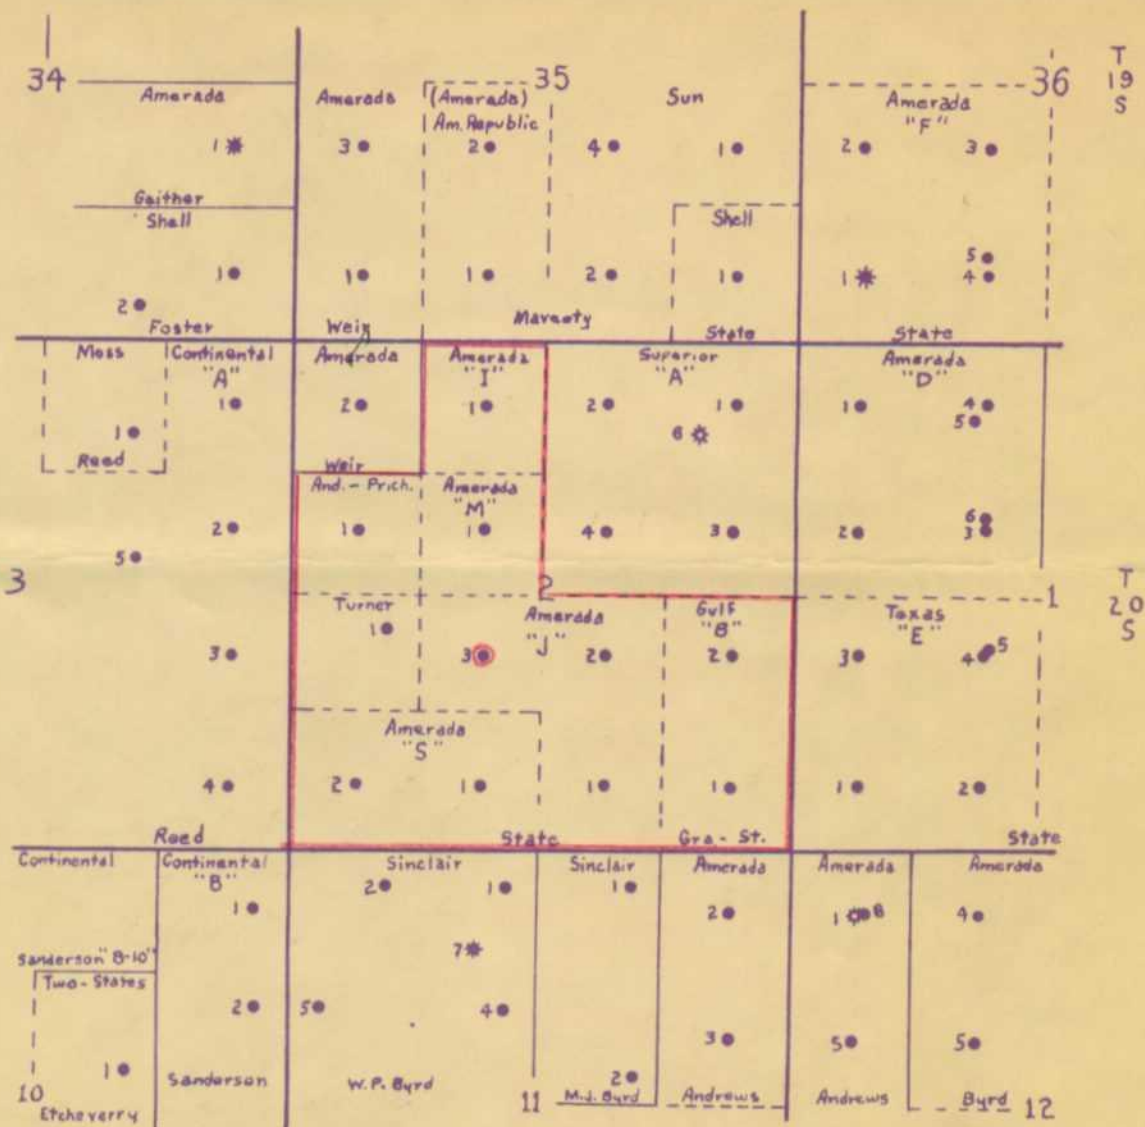 34
35
36
T
19
S
Amerada
Amerada
(Amerada)
Am. Republic
Sun
Amerada
"F"
1
3
2
4
1
2
3
Gaither
Shell
Shell
1
2
1
1
2
1
1
5
4
Foster
Weir
Maveety
State
State
Moss
Continental
"A"
Amerada
Amerada
"I"
Superior
"A"
Amerada
"D"
1
1
2
1
2
1
6
1
4
5
Reed
Weir
And. - Prich.
Amerada
"M"
2
5
1
1
4
3
2
6
3
3
2
1
T
20
S
Turner
1
Amerada
"J"
Gulf
"B"
Texas
"E"
3
3
2
2
3
4
5
Amerada
"S"
4
2
1
1
1
1
2
Reed
State
Gra - St.
State
Continental
Continental
"B"
Sinclair
Sinclair
Amerada
Amerada
Amerada
1
2
1
1
2
1
8
4
Sanderson "B-10"
Two - States
7
2
5
4
3
5
5
1
2
10
Etcheverry
Sanderson
W.P. Byrd
11
M.J. Byrd
Andrews
Andrews
Byrd
12